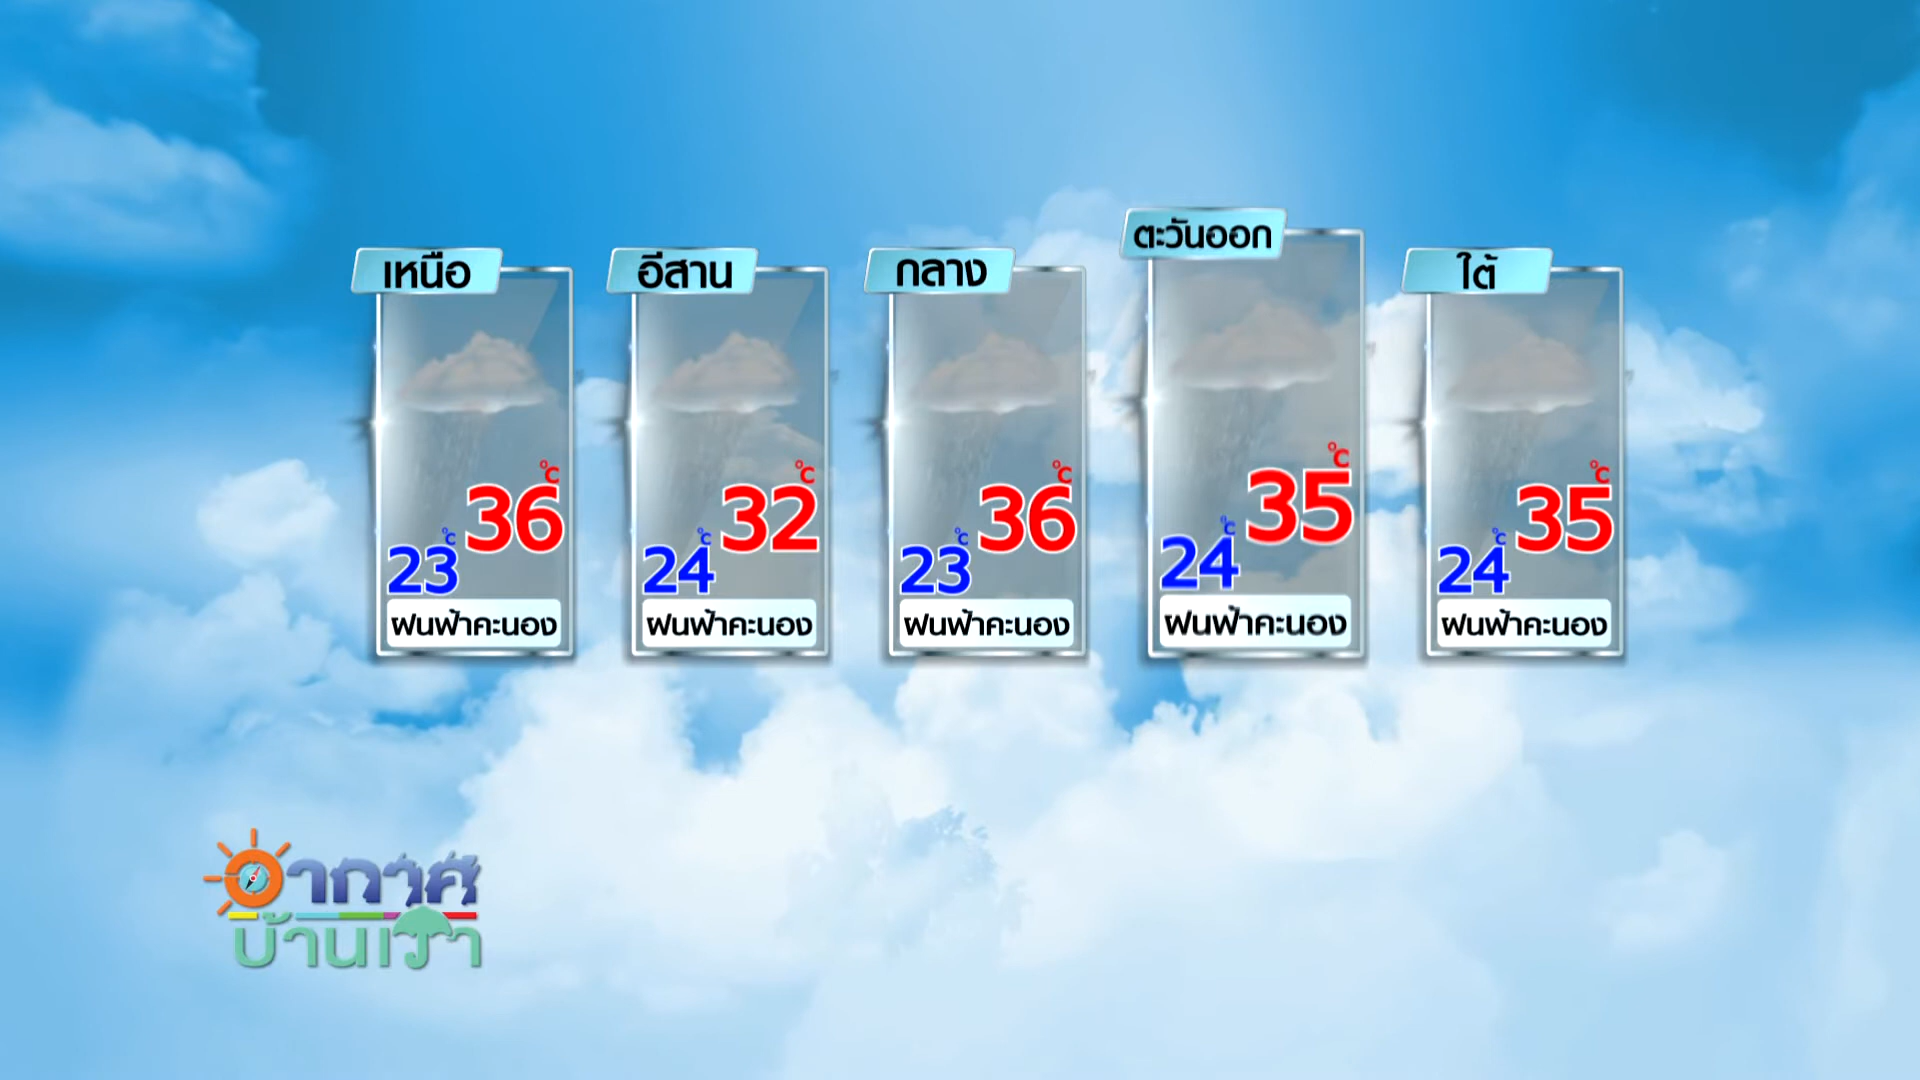 เหนือ
36°C
23°C
ฝนฟ้าคะนอง
อีสาน
32°C
24°C
ฝนฟ้าคะนอง
กลาง
36°C
23°C
ฝนฟ้าคะนอง
ตะวันออก
35°C
24°C
ฝนฟ้าคะนอง
ใต้
35°C
24°C
ฝนฟ้าคะนอง
อากาศ
บ้านเรา